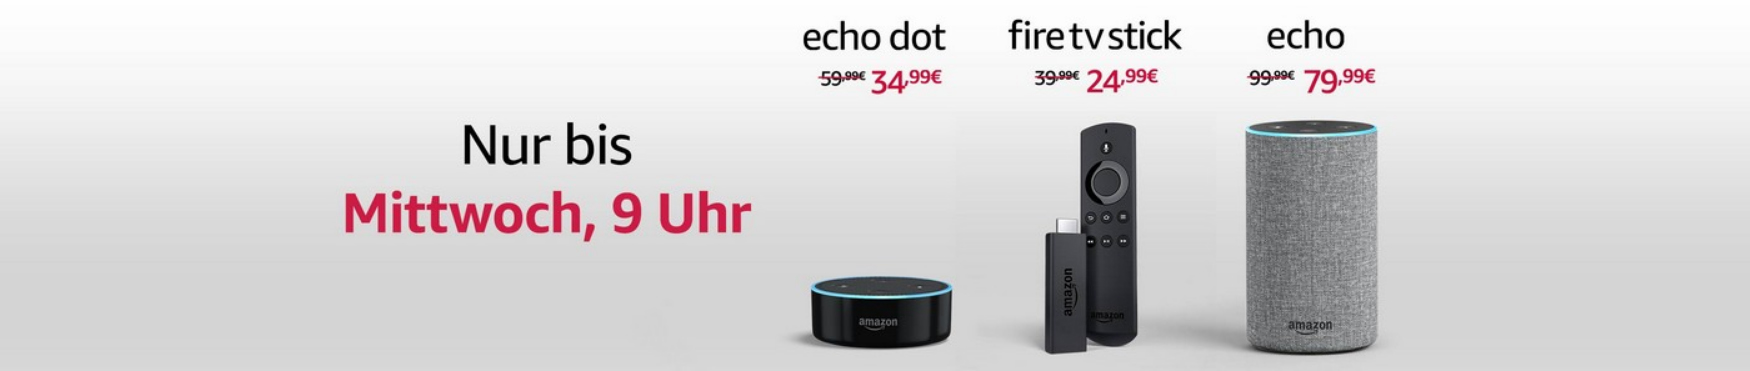 Nur bis
Mittwoch, 9 Uhr
echo dot
59,99€ 34,99€
amazon
fire tv stick
39,99€ 24,99€
amazon
amazon
echo
99,99€ 79,99€
amazon